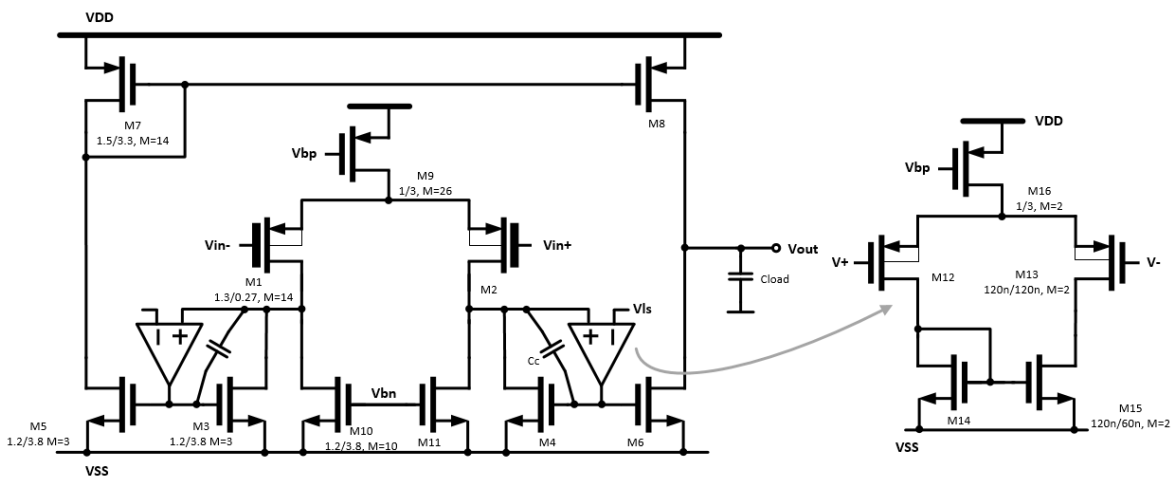 VDD
M7
1.5/3.3, M=14
M8
Vbp
M9
1/3, M=26
Vin-
Vin+
M1
1.3/0.27, M=14
M2
Vout
Cload
Vls
Cc
Vbn
M5
1.2/3.8 M=3
M3
1.2/3.8 M=3
M10
1.2/3.8, M=10
M11
M4
M6
VSS
VDD
Vbp
M16
1/3, M=2
V+
V-
M12
M13
120n/120n, M=2
M14
M15
120n/60n, M=2
VSS